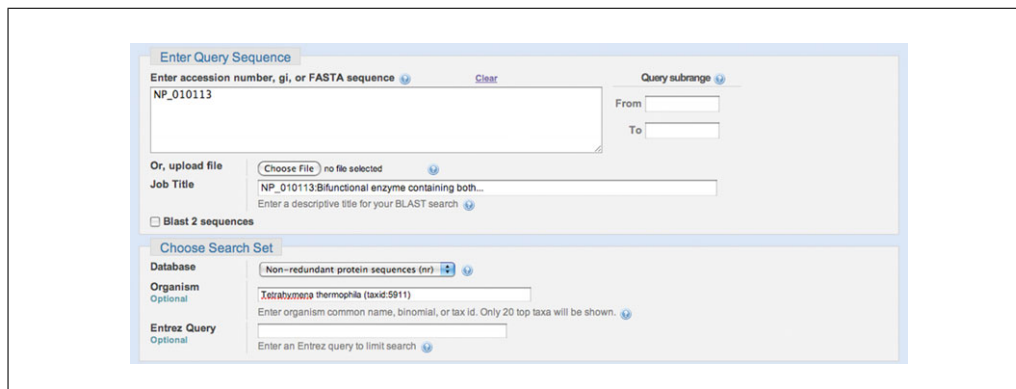 Enter Query Sequence
Enter accession number, gi, or FASTA sequence
Clear
Query subrange
NP_010113
From
To
Or, upload file
Choose File no file selected
Job Title
NP_010113:Bifunctional enzyme containing both...
Enter a descriptive title for your BLAST search
Blast 2 sequences
Choose Search Set
Database
Non-redundant protein sequences (nr)
Organism
Optional
Tetrahymena thermophila (taxid:5911)
Enter organism common name, binomial, or tax id. Only 20 top taxa will be shown.
Entrez Query
Optional
Enter an Entrez query to limit search